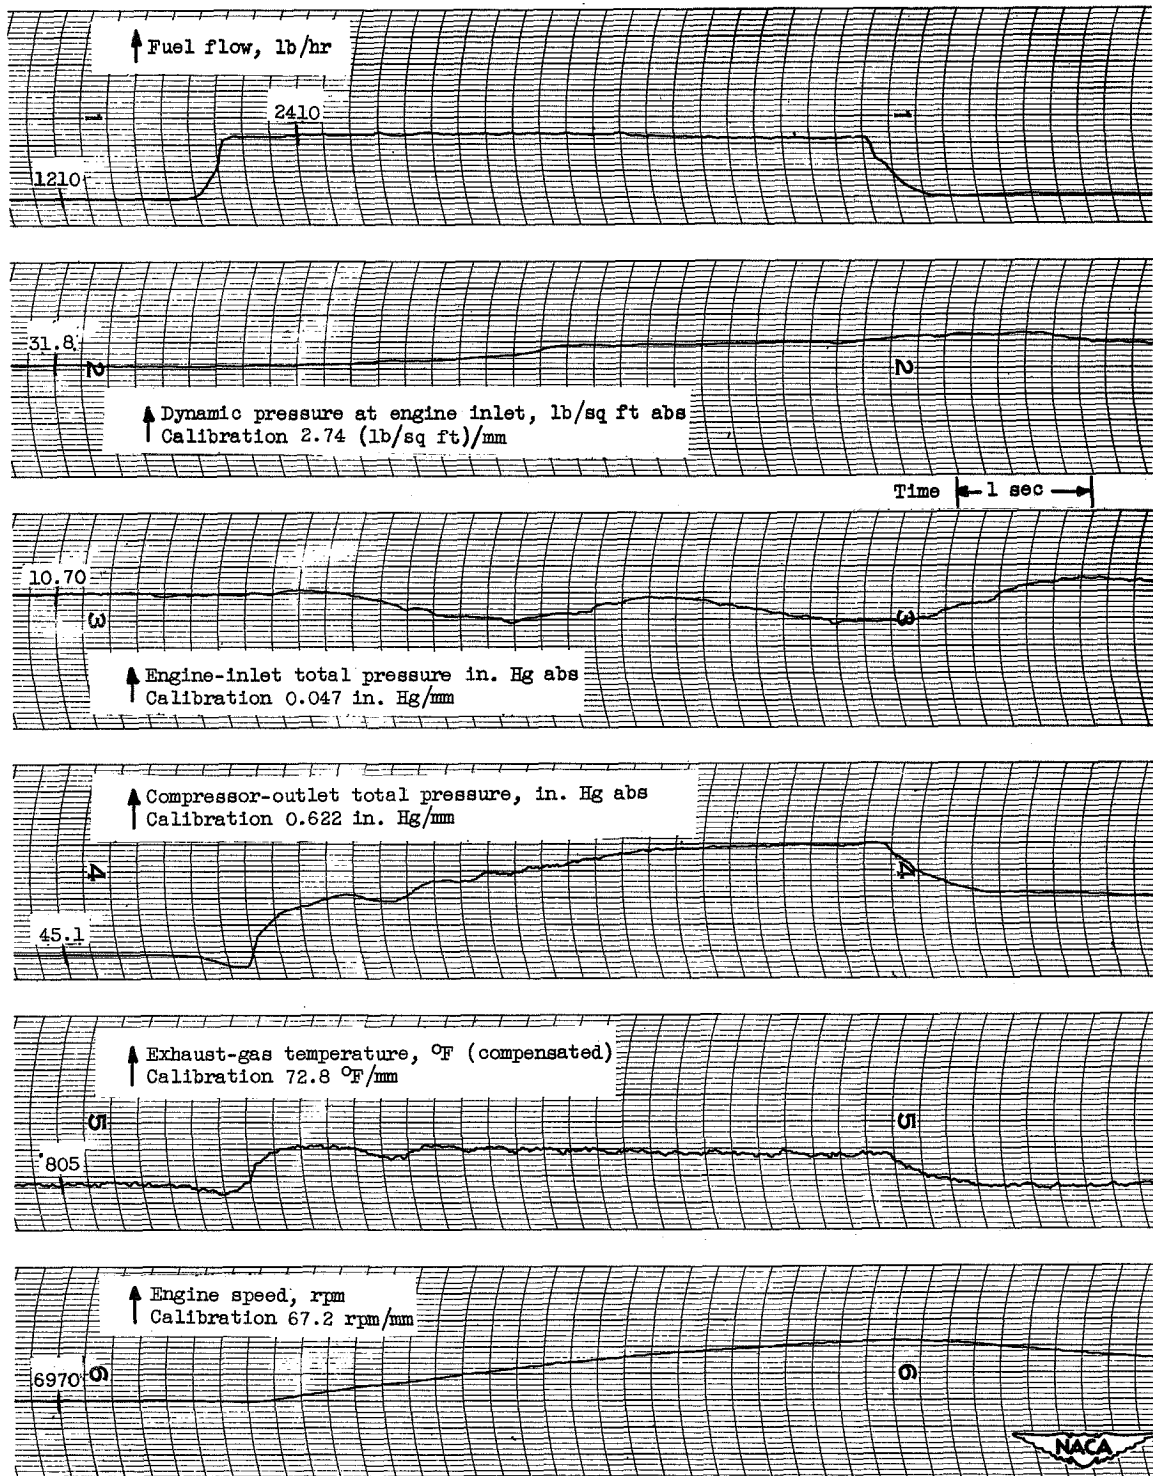 Fuel flow, lb/hr
2410
1
1
1210
31.8
2
2
Dynamic pressure at engine inlet, lb/sq ft abs
Calibration 2.74 (lb/sq ft)/mm
Time 1 sec
10.70
3
3
Engine-inlet total pressure in. Hg abs
Calibration 0.047 in. Hg/mm
Compressor-outlet total pressure, in. Hg abs
Calibration 0.622 in. Hg/mm
4
4
45.1
Exhaust-gas temperature, °F (compensated)
Calibration 72.8 °F/mm
5
5
805
Engine speed, rpm
Calibration 67.2 rpm/mm
6970
6
6
NACA